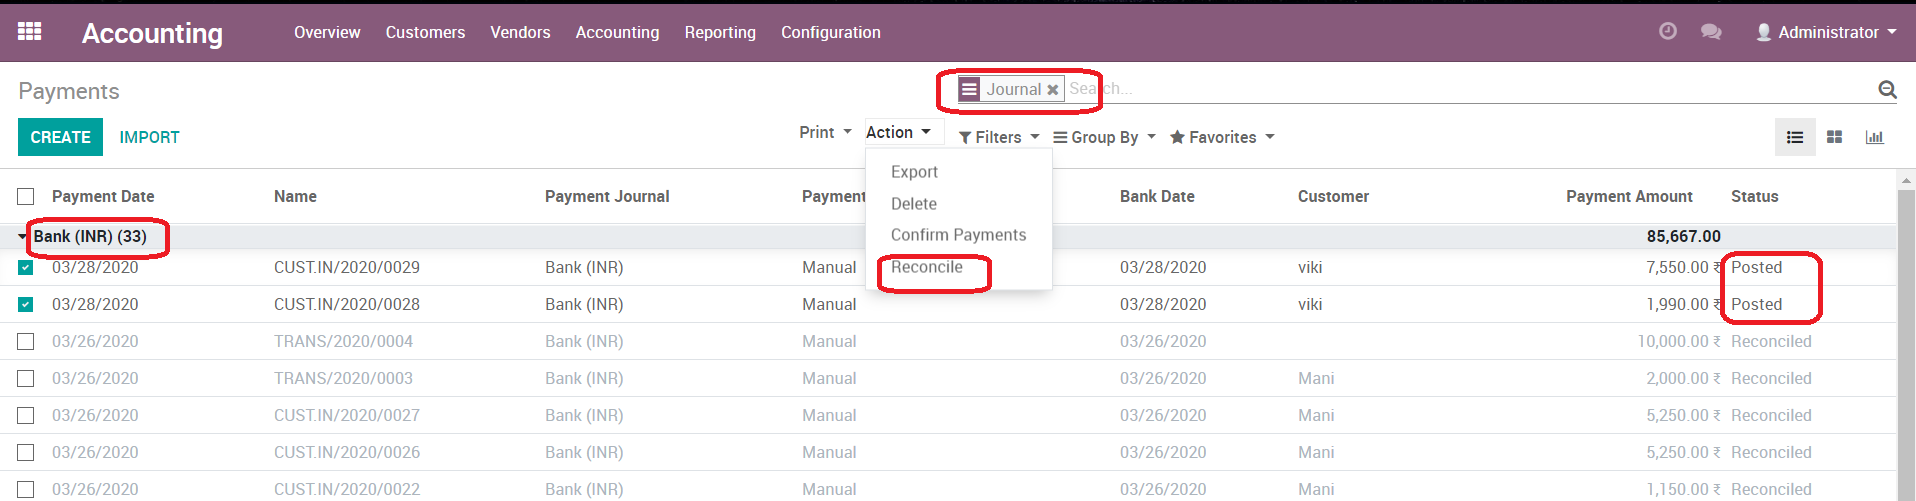 Accounting Overview Customers Vendors Accounting Reporting Configuration Administrator
Payments Journal Search...
CREATE IMPORT Print Action Filters Group By Favorites
Export
Delete
Confirm Payments
Reconcile
Payment Date Name Payment Journal Payment Bank Date Customer Payment Amount Status
Bank (INR) (33) 85,667.00
03/28/2020 CUST.IN/2020/0029 Bank (INR) Manual 03/28/2020 viki 7,550.00 ₹ Posted
03/28/2020 CUST.IN/2020/0028 Bank (INR) Manual 03/28/2020 viki 1,990.00 ₹ Posted
03/26/2020 TRANS/2020/0004 Bank (INR) Manual 03/26/2020 10,000.00 ₹ Reconciled
03/26/2020 TRANS/2020/0003 Bank (INR) Manual 03/26/2020 Mani 2,000.00 ₹ Reconciled
03/26/2020 CUST.IN/2020/0027 Bank (INR) Manual 03/26/2020 Mani 5,250.00 ₹ Reconciled
03/26/2020 CUST.IN/2020/0026 Bank (INR) Manual 03/26/2020 Mani 5,250.00 ₹ Reconciled
03/26/2020 CUST.IN/2020/0022 Bank (INR) Manual 03/26/2020 Mani 1,150.00 ₹ Reconciled